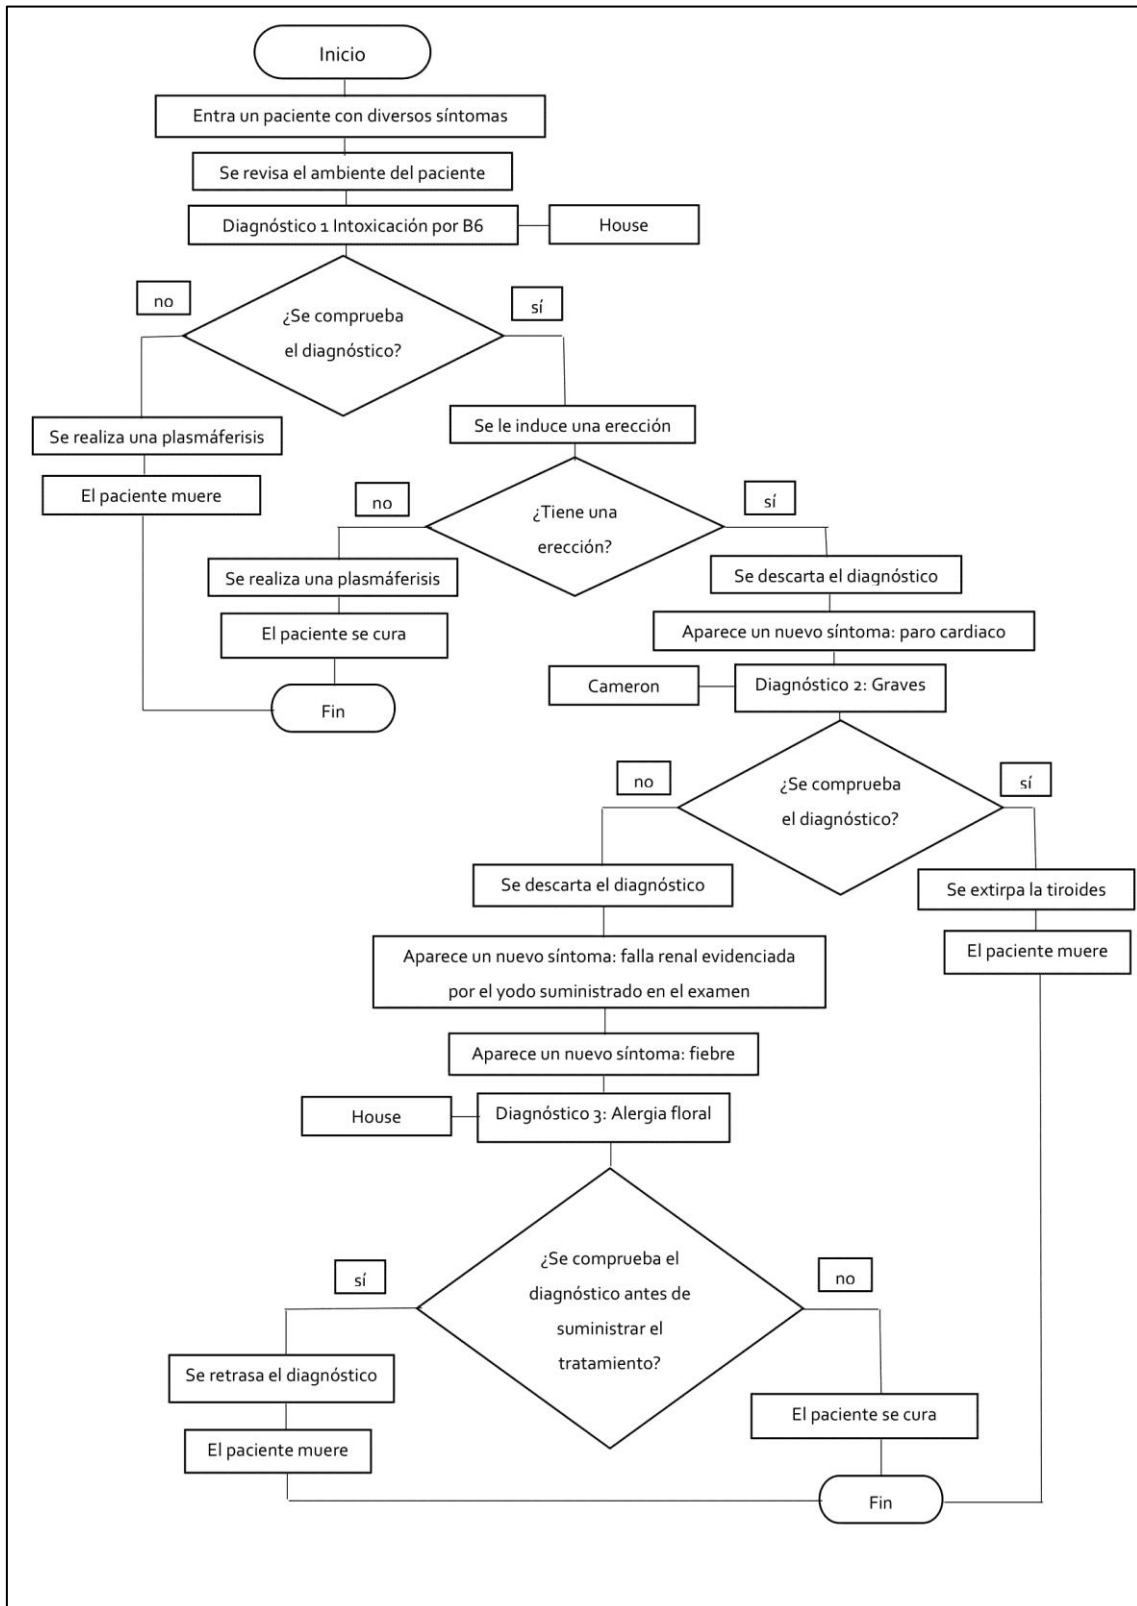 Inicio
Entra un paciente con diversos síntomas
Se revisa el ambiente del paciente
Diagnóstico 1 Intoxicación por B6
House
no
sí
¿Se comprueba
el diagnóstico?
Se realiza una plasmáferisis
Se le induce una erección
El paciente muere
no
sí
¿Tiene una
erección?
Se realiza una plasmáferisis
Se descarta el diagnóstico
El paciente se cura
Aparece un nuevo síntoma: paro cardiaco
Cameron
Diagnóstico 2: Graves
Fin
no
sí
¿Se comprueba
el diagnóstico?
Se descarta el diagnóstico
Se extirpa la tiroides
Aparece un nuevo síntoma: falla renal evidenciada
por el yodo suministrado en el examen
El paciente muere
Aparece un nuevo síntoma: fiebre
House
Diagnóstico 3: Alergia floral
sí
no
¿Se comprueba el
diagnóstico antes de
suministrar el
tratamiento?
Se retrasa el diagnóstico
El paciente se cura
El paciente muere
Fin